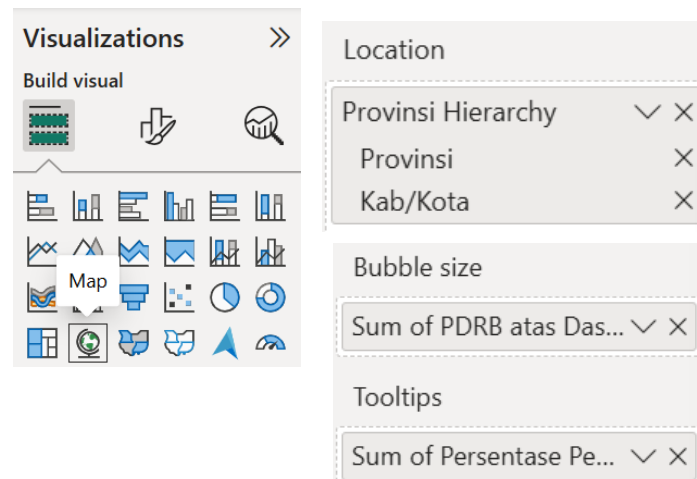 Visualizations
Build visual
Map
Location
Provinsi Hierarchy
Provinsi
Kab/Kota
Bubble size
Sum of PDRB atas Das...
Tooltips
Sum of Persentase Pe...